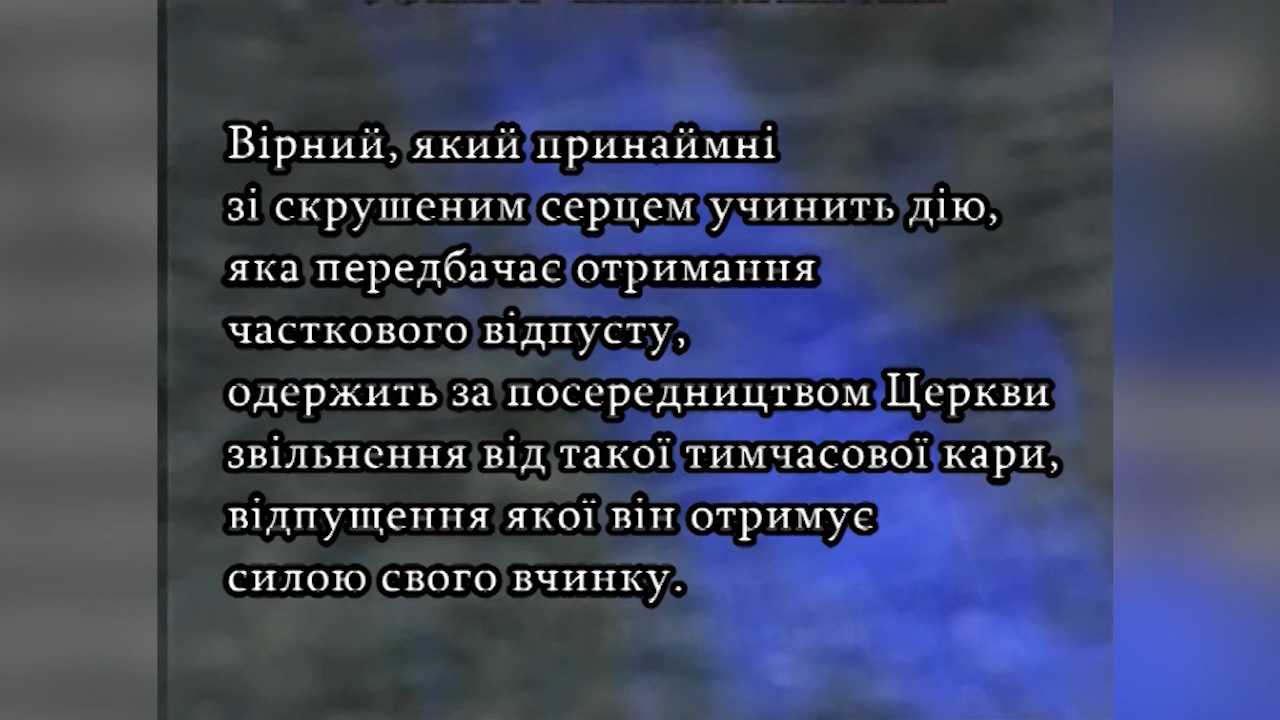 Вірний, який принаймні
зі скрушеним серцем учинить дію,
яка передбачає отримання
часткового відпусту,
одержить за посередництвом Церкви
звільнення від такої тимчасової кари,
відпущення якої він отримує
силою свого вчинку.